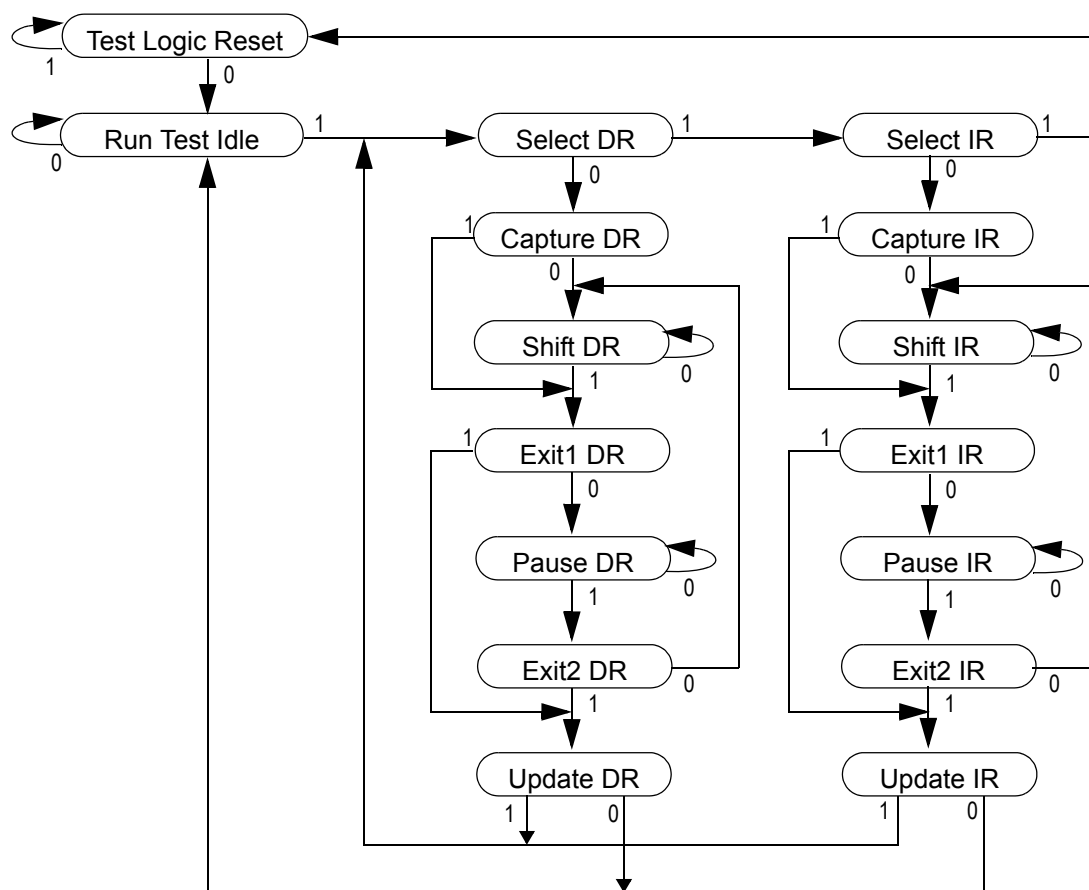 Test Logic Reset
1
0
Run Test Idle
1
Select DR
1
Select IR
1
0
0
0
1
Capture DR
1
Capture IR
0
0
Shift DR
Shift IR
0
0
1
1
1
Exit1 DR
1
Exit1 IR
0
0
Pause DR
Pause IR
0
0
1
1
Exit2 DR
Exit2 IR
0
0
1
1
Update DR
Update IR
1
0
1
0